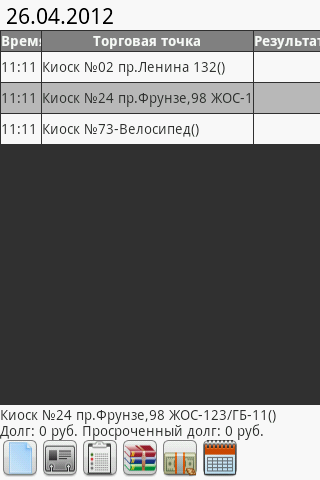 26.04.2012
Время Торговая точка Результат
11:11 Киоск №02 пр.Ленина 132()
11:11 Киоск №24 пр.Фрунзе,98 ЖОС-1
11:11 Киоск №73-Велосипед()
Киоск №24 пр.Фрунзе,98 ЖОС-123/ГБ-11()
Долг: 0 руб. Просроченный долг: 0 руб.